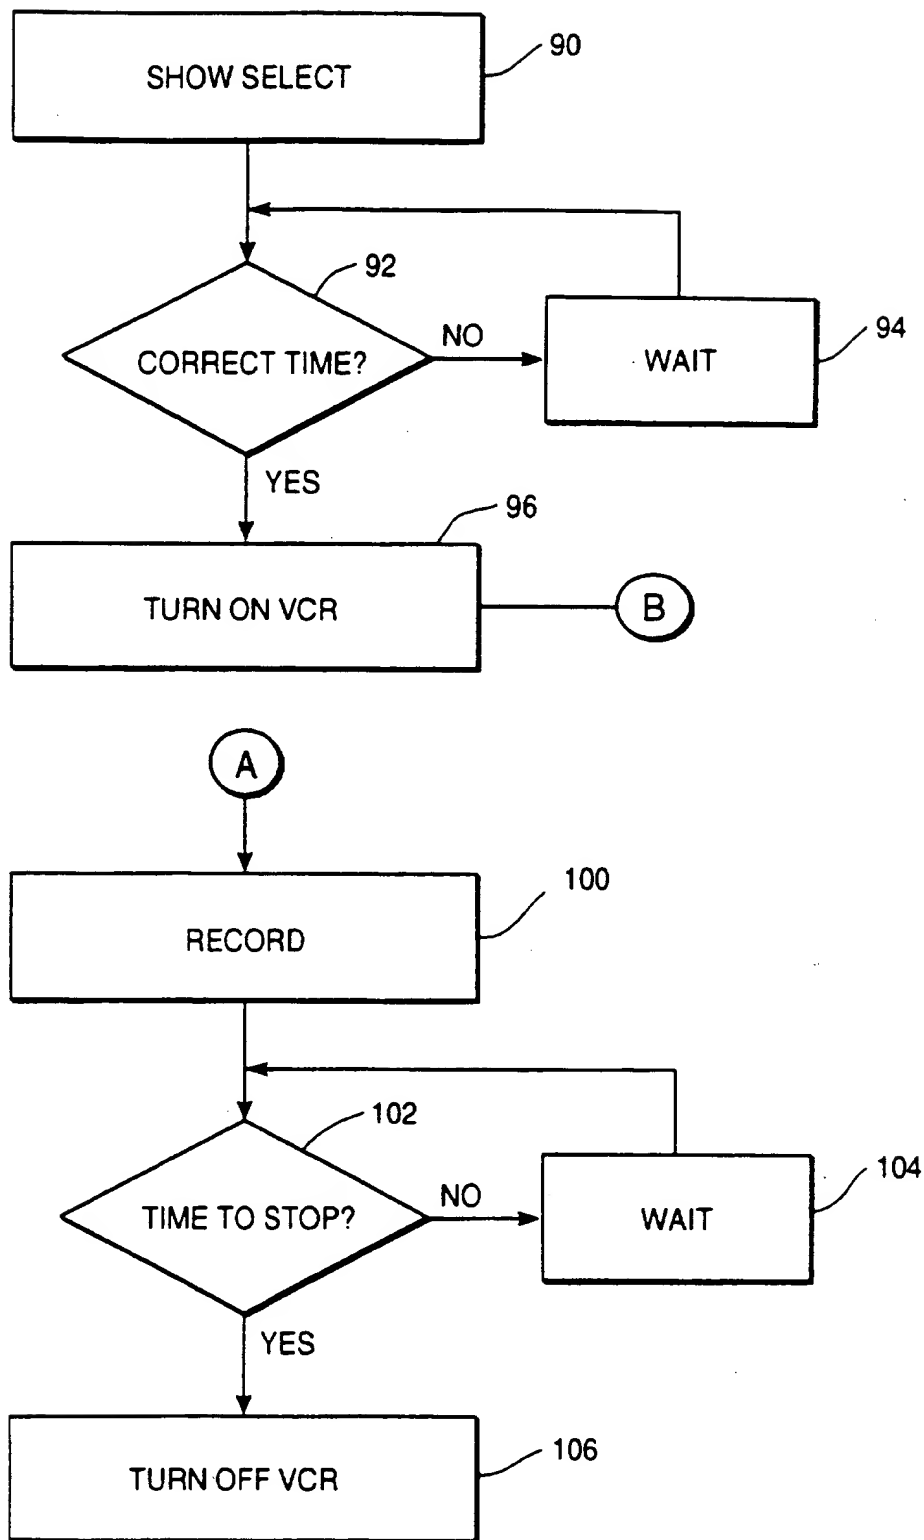 90
SHOW SELECT
92
CORRECT TIME?
NO
94
WAIT
YES
96
TURN ON VCR
B
A
100
RECORD
102
TIME TO STOP?
NO
104
WAIT
YES
106
TURN OFF VCR